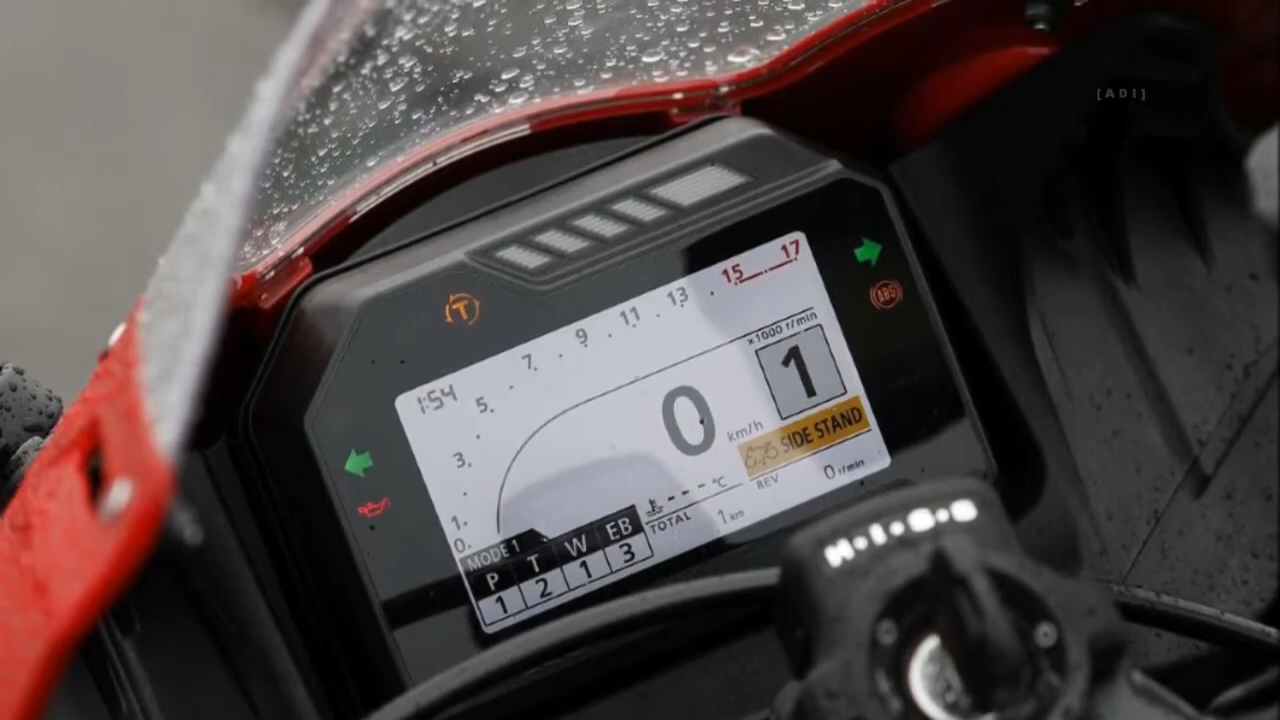 [ADI]
T
ABS
1:54
0. 1. 3. 5. 7. 9. 11. 13. 15 17
×1000 r/min
1
0 km/h
SIDE STAND
---°C
REV 0 r/min
TOTAL 1 km
MODE 1
P T W EB
1 2 1 3
H·I·S·S